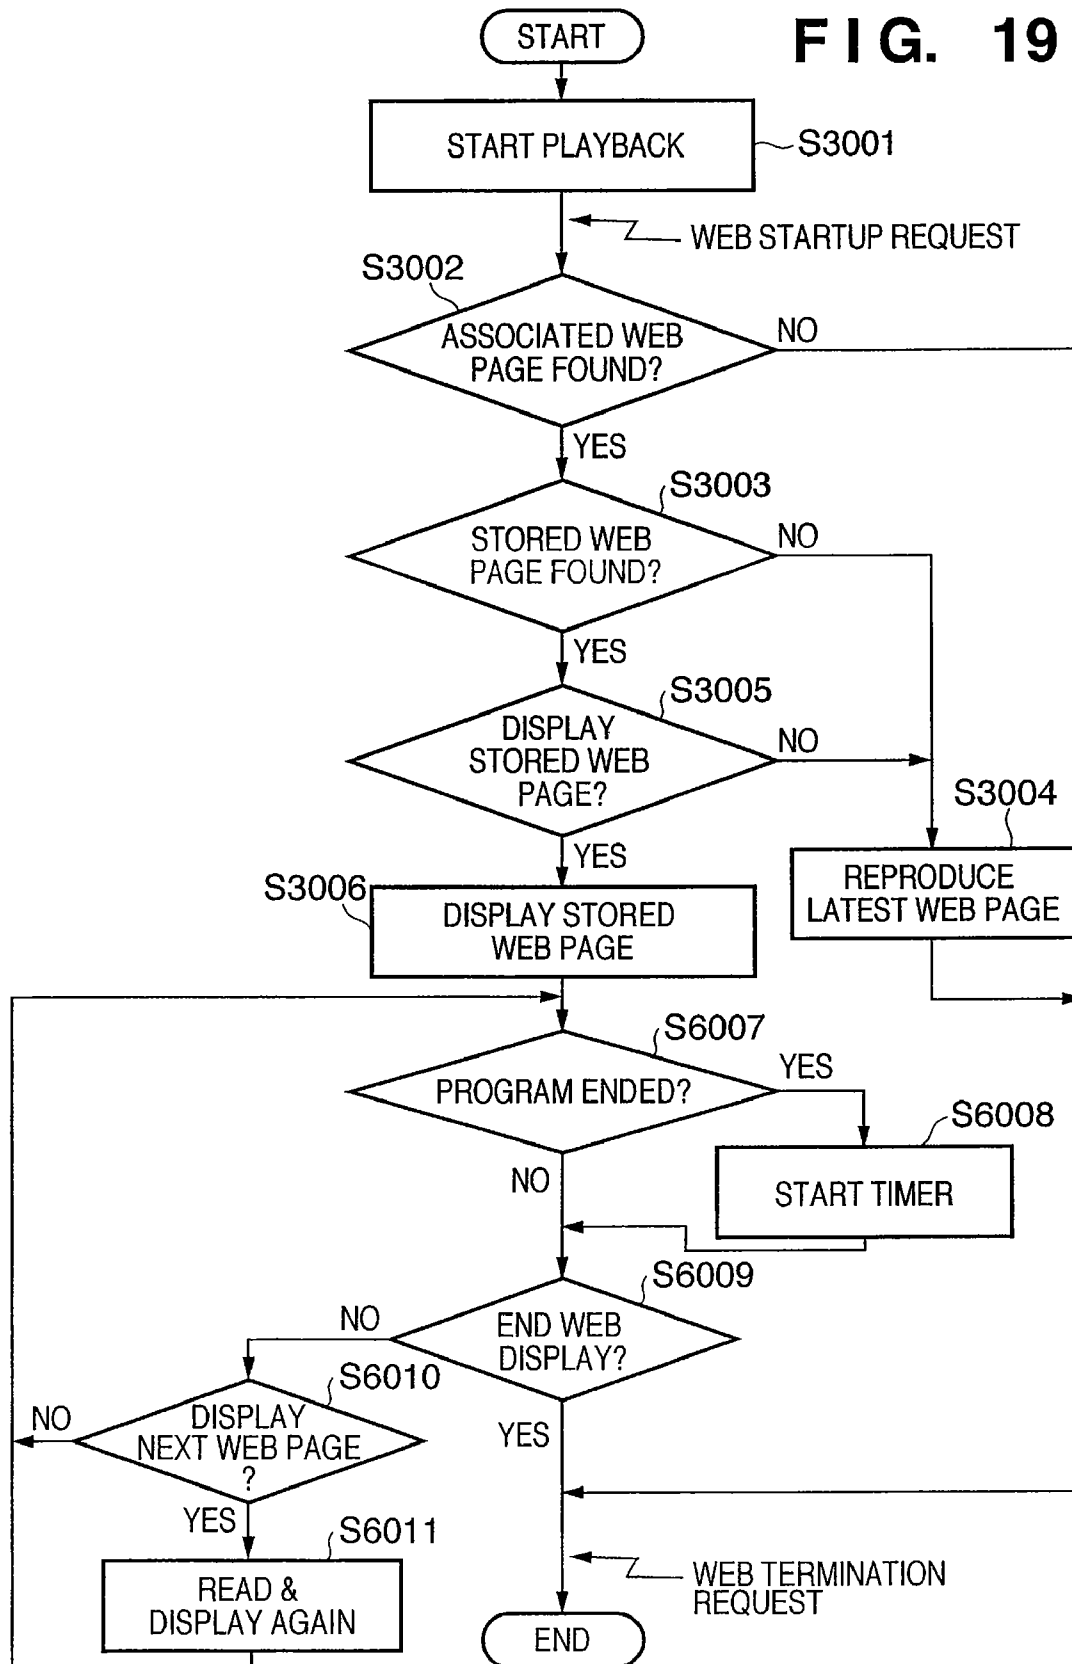 FIG. 19
START
START PLAYBACK
S3001
WEB STARTUP REQUEST
S3002
ASSOCIATED WEB
PAGE FOUND?
NO
YES
S3003
STORED WEB
PAGE FOUND?
NO
YES
S3005
DISPLAY
STORED WEB
PAGE?
NO
YES
S3004
REPRODUCE
LATEST WEB PAGE
S3006
DISPLAY STORED
WEB PAGE
S6007
PROGRAM ENDED?
YES
NO
S6008
START TIMER
S6009
END WEB
DISPLAY?
NO
YES
S6010
DISPLAY
NEXT WEB PAGE
?
NO
YES
S6011
READ &
DISPLAY AGAIN
WEB TERMINATION
REQUEST
END